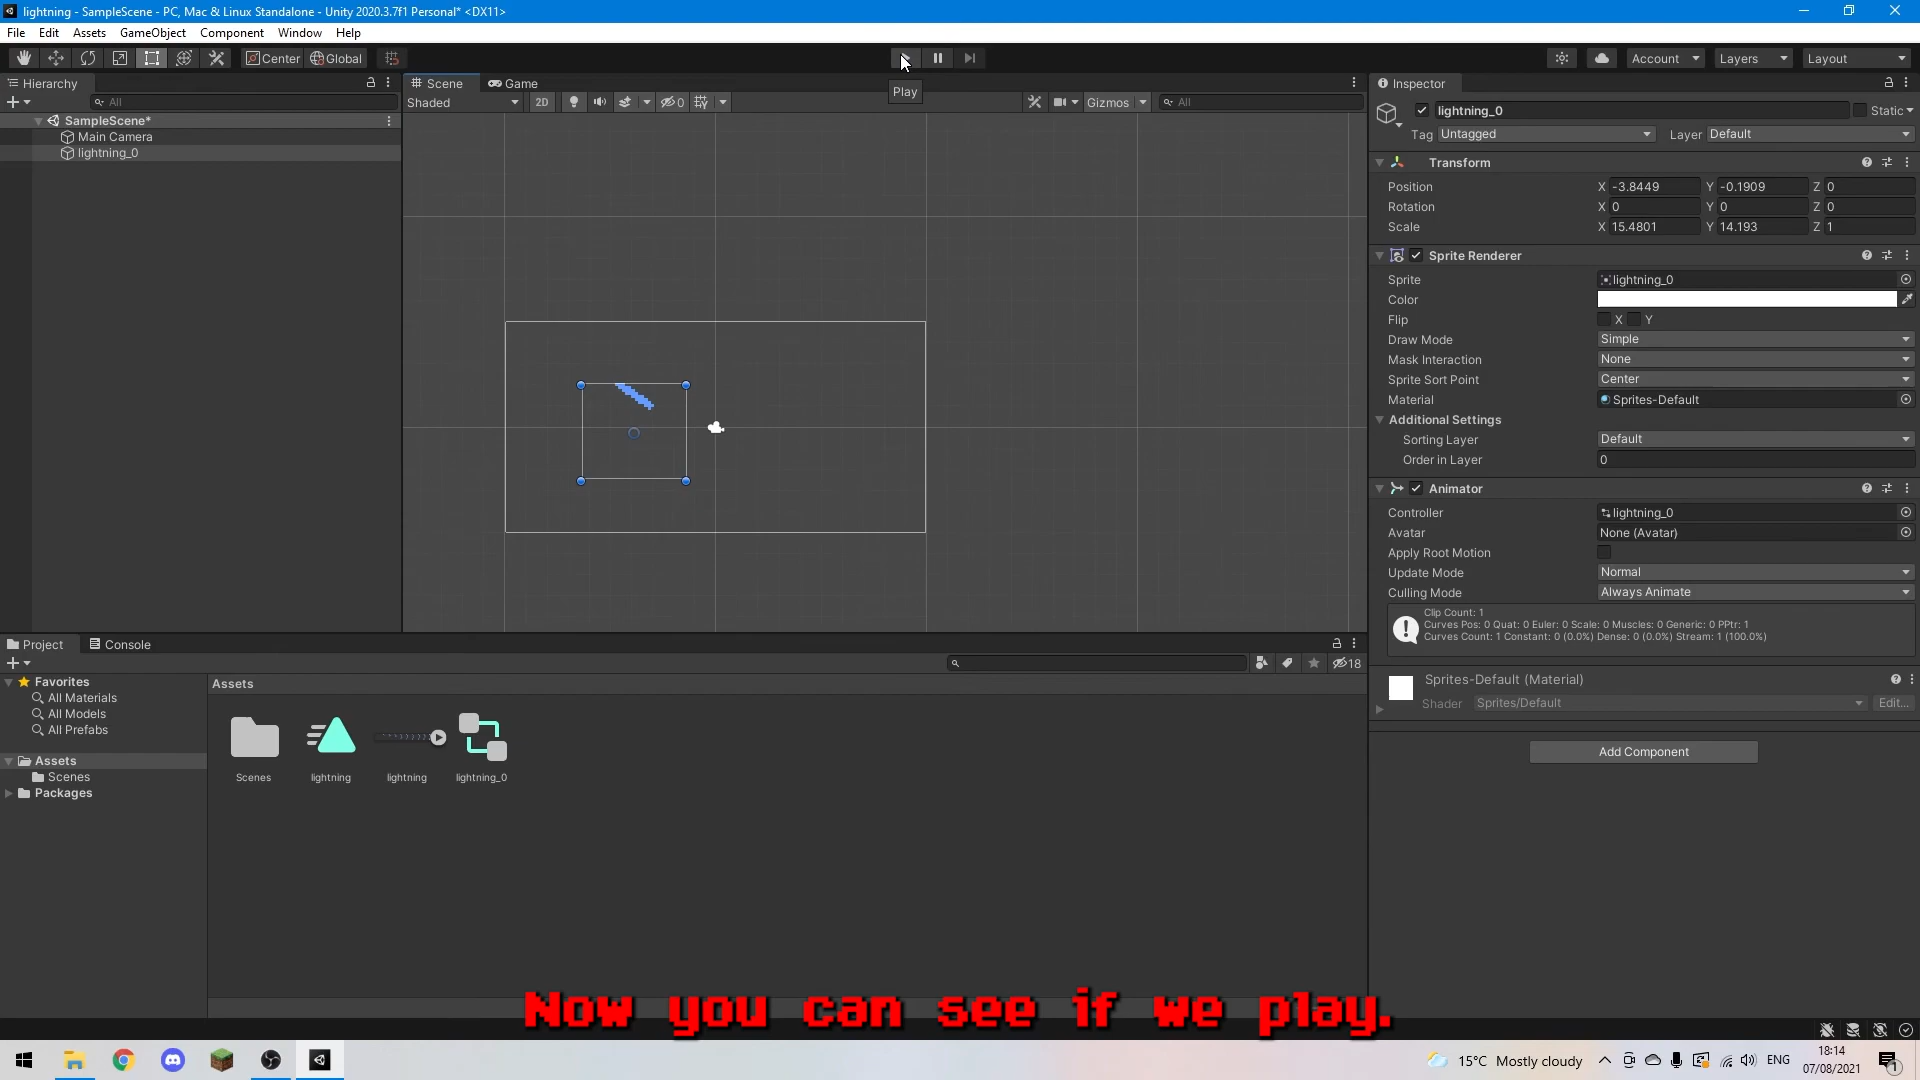 lightning - SampleScene - PC, Mac & Linux Standalone - Unity 2020.3.7f1 Personal* <DX11>
File Edit Assets GameObject Component Window Help
Center Global
Account Layers Layout
Hierarchy
All
SampleScene*
Main Camera
lightning_0
Scene Game
Shaded 2D 0 Gizmos All
Play
Inspector
lightning_0 Static
Tag Untagged Layer Default
Transform
Position X -3.8449 Y -0.1909 Z 0
Rotation X 0 Y 0 Z 0
Scale X 15.4801 Y 14.193 Z 1
Sprite Renderer
Sprite lightning_0
Color
Flip X Y
Draw Mode Simple
Mask Interaction None
Sprite Sort Point Center
Material Sprites-Default
Additional Settings
Sorting Layer Default
Order in Layer 0
Animator
Controller lightning_0
Avatar None (Avatar)
Apply Root Motion
Update Mode Normal
Culling Mode Always Animate
Clip Count: 1
Curves Pos: 0 Quat: 0 Euler: 0 Scale: 0 Muscles: 0 Generic: 0 PPtr: 1
Curves Count: 1 Constant: 0 (0.0%) Dense: 0 (0.0%) Stream: 1 (100.0%)
Sprites-Default (Material)
Shader Sprites/Default Edit...
Add Component
Project Console
18
Favorites
All Materials
All Models
All Prefabs
Assets
Scenes
Packages
Assets
Scenes lightning lightning lightning_0
Now you can see if we play.
15°C Mostly cloudy ENG 18:14
07/08/2021
1